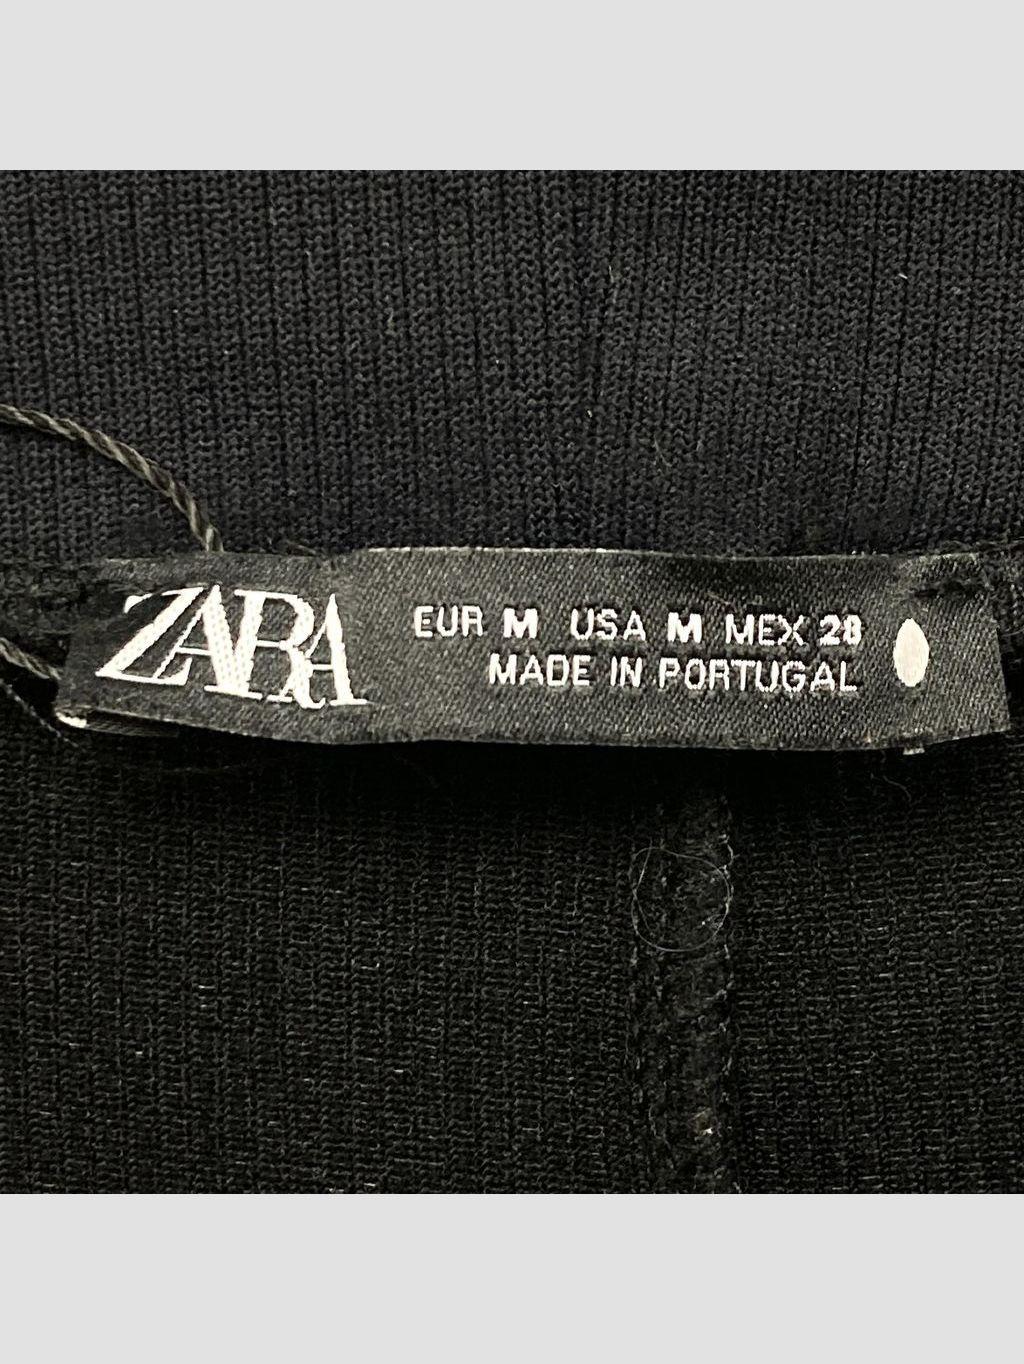 ZARA
EUR M USA M MEX 28
MADE IN PORTUGAL